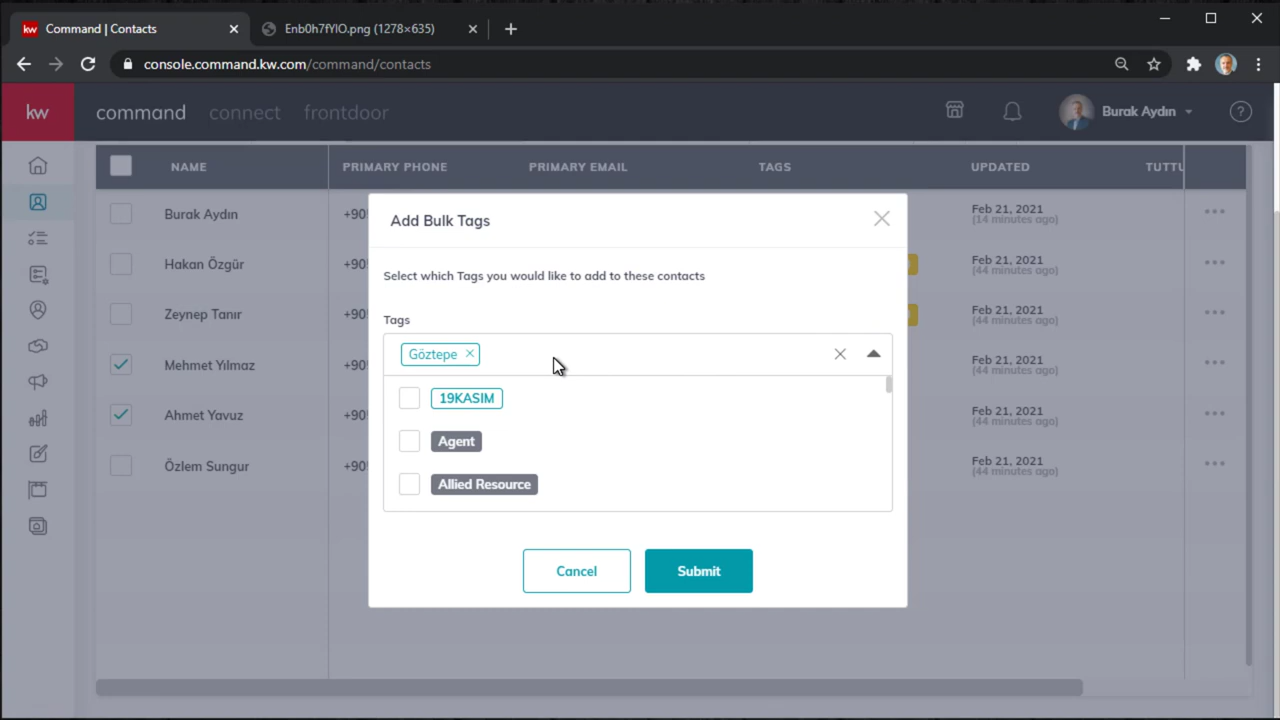 kw Command | Contacts
Enb0h7fYlO.png (1278×635)
console.command.kw.com/command/contacts
kw command connect frontdoor Burak Aydın
NAME PRIMARY PHONE PRIMARY EMAIL TAGS UPDATED TUTTU
Burak Aydın +90 Feb 21, 2021
(14 minutes ago)
Hakan Özgür +90 Feb 21, 2021
(44 minutes ago)
Zeynep Tanır +90 Feb 21, 2021
(44 minutes ago)
Mehmet Yılmaz +90 Feb 21, 2021
(44 minutes ago)
Ahmet Yavuz +90 Feb 21, 2021
(44 minutes ago)
Özlem Sungur +90 Feb 21, 2021
(44 minutes ago)
Add Bulk Tags
Select which Tags you would like to add to these contacts
Tags
Göztepe
19KASIM
Agent
Allied Resource
Cancel Submit